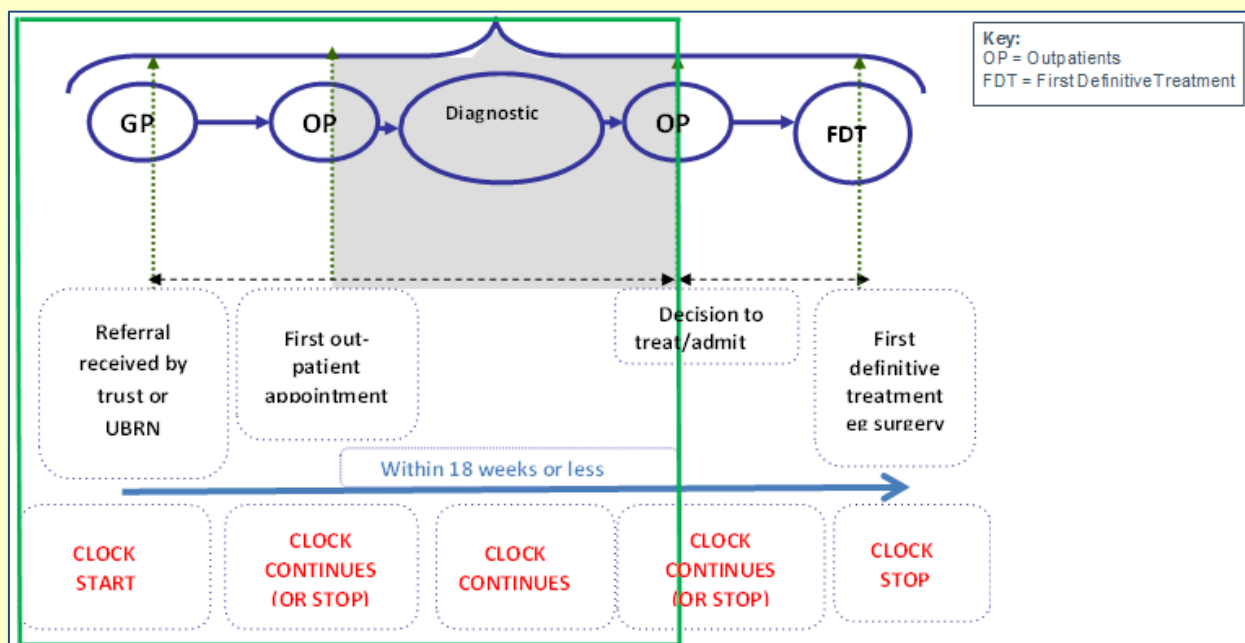 Key:
OP = Outpatients
FDT = First Definitive Treatment
GP
OP
Diagnostic
OP
FDT
Referral
received by
trust or
UBRN
First out-
patient
appointment
Decision to
treat/admit
First
definitive
treatment
eg surgery
Within 18 weeks or less
CLOCK
START
CLOCK
CONTINUES
(OR STOP)
CLOCK
CONTINUES
CLOCK
CONTINUES
(OR STOP)
CLOCK
STOP